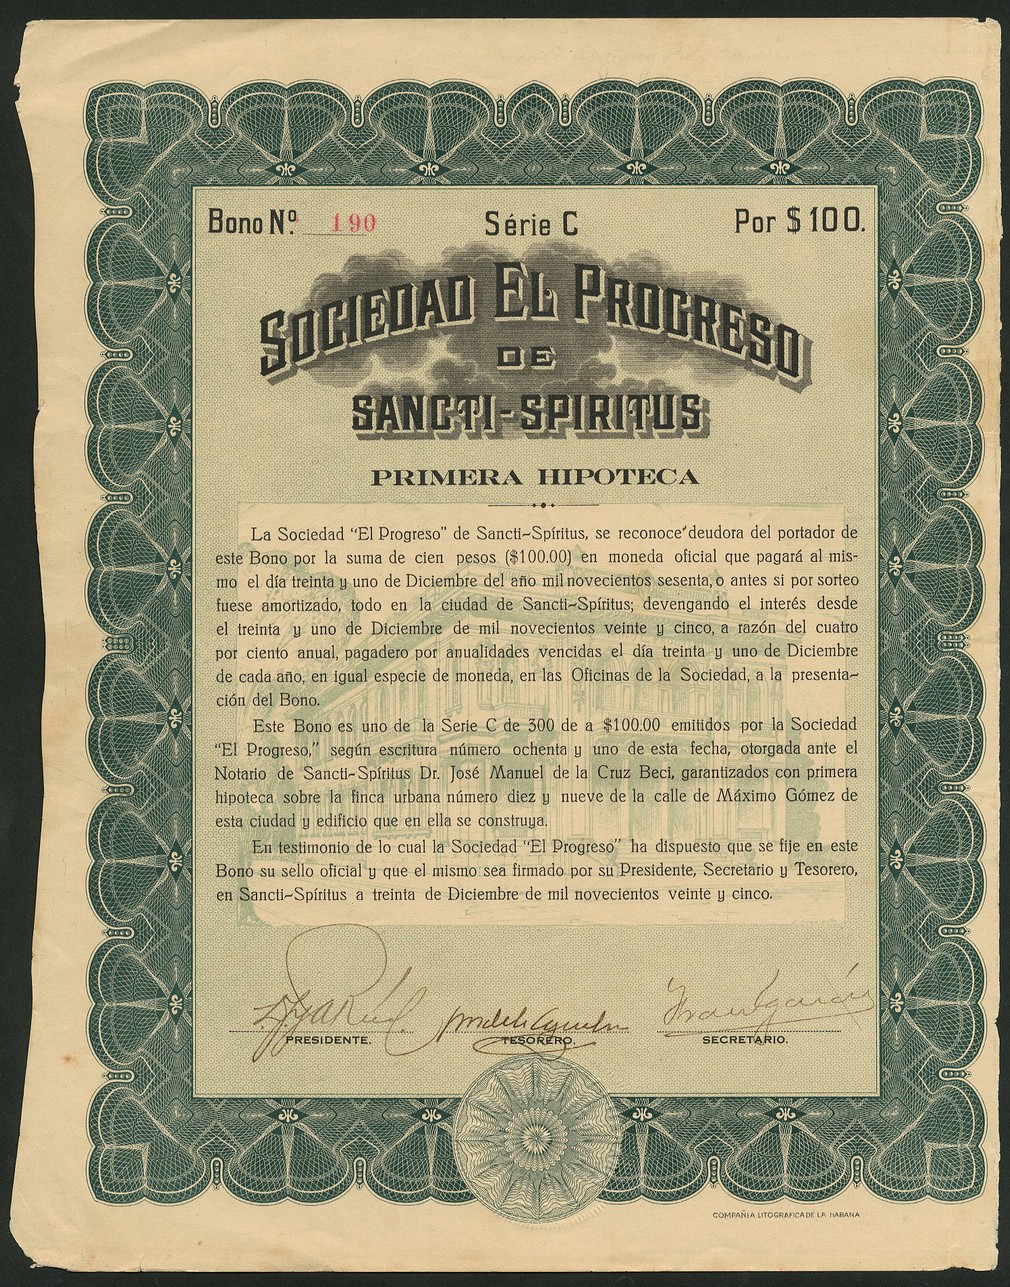 Bono Nº. 190 Série C Por $100.
SOCIEDAD EL PROGRESO
DE
SANCTI-SPIRITUS
PRIMERA HIPOTECA
La Sociedad "El Progreso" de Sancti-Spíritus, se reconoce deudora del portador de
este Bono por la suma de cien pesos ($100.00) en moneda oficial que pagará al mis-
mo el día treinta y uno de Diciembre del año mil novecientos sesenta, o antes si por sorteo
fuese amortizado, todo en la ciudad de Sancti-Spíritus; devengando el interés desde
el treinta y uno de Diciembre de mil novecientos veinte y cinco, a razón del cuatro
por ciento anual, pagadero por anualidades vencidas el día treinta y uno de Diciembre
de cada año, en igual especie de moneda, en las Oficinas de la Sociedad, a la presenta-
ción del Bono.
Este Bono es uno de la Serie C de 300 de a $100.00 emitidos por la Sociedad
"El Progreso," según escritura número ochenta y uno de esta fecha, otorgada ante el
Notario de Sancti-Spíritus Dr. José Manuel de la Cruz Beci, garantizados con primera
hipoteca sobre la finca urbana número diez y nueve de la calle de Máximo Gómez de
esta ciudad y edificio que en ella se construya.
En testimonio de lo cual la Sociedad "El Progreso" ha dispuesto que se fije en este
Bono su sello oficial y que el mismo sea firmado por su Presidente, Secretario y Tesorero,
en Sancti-Spíritus a treinta de Diciembre de mil novecientos veinte y cinco.
PRESIDENTE. TESORERO. SECRETARIO.
COMPAÑIA LITOGRAFICA DE LA HABANA